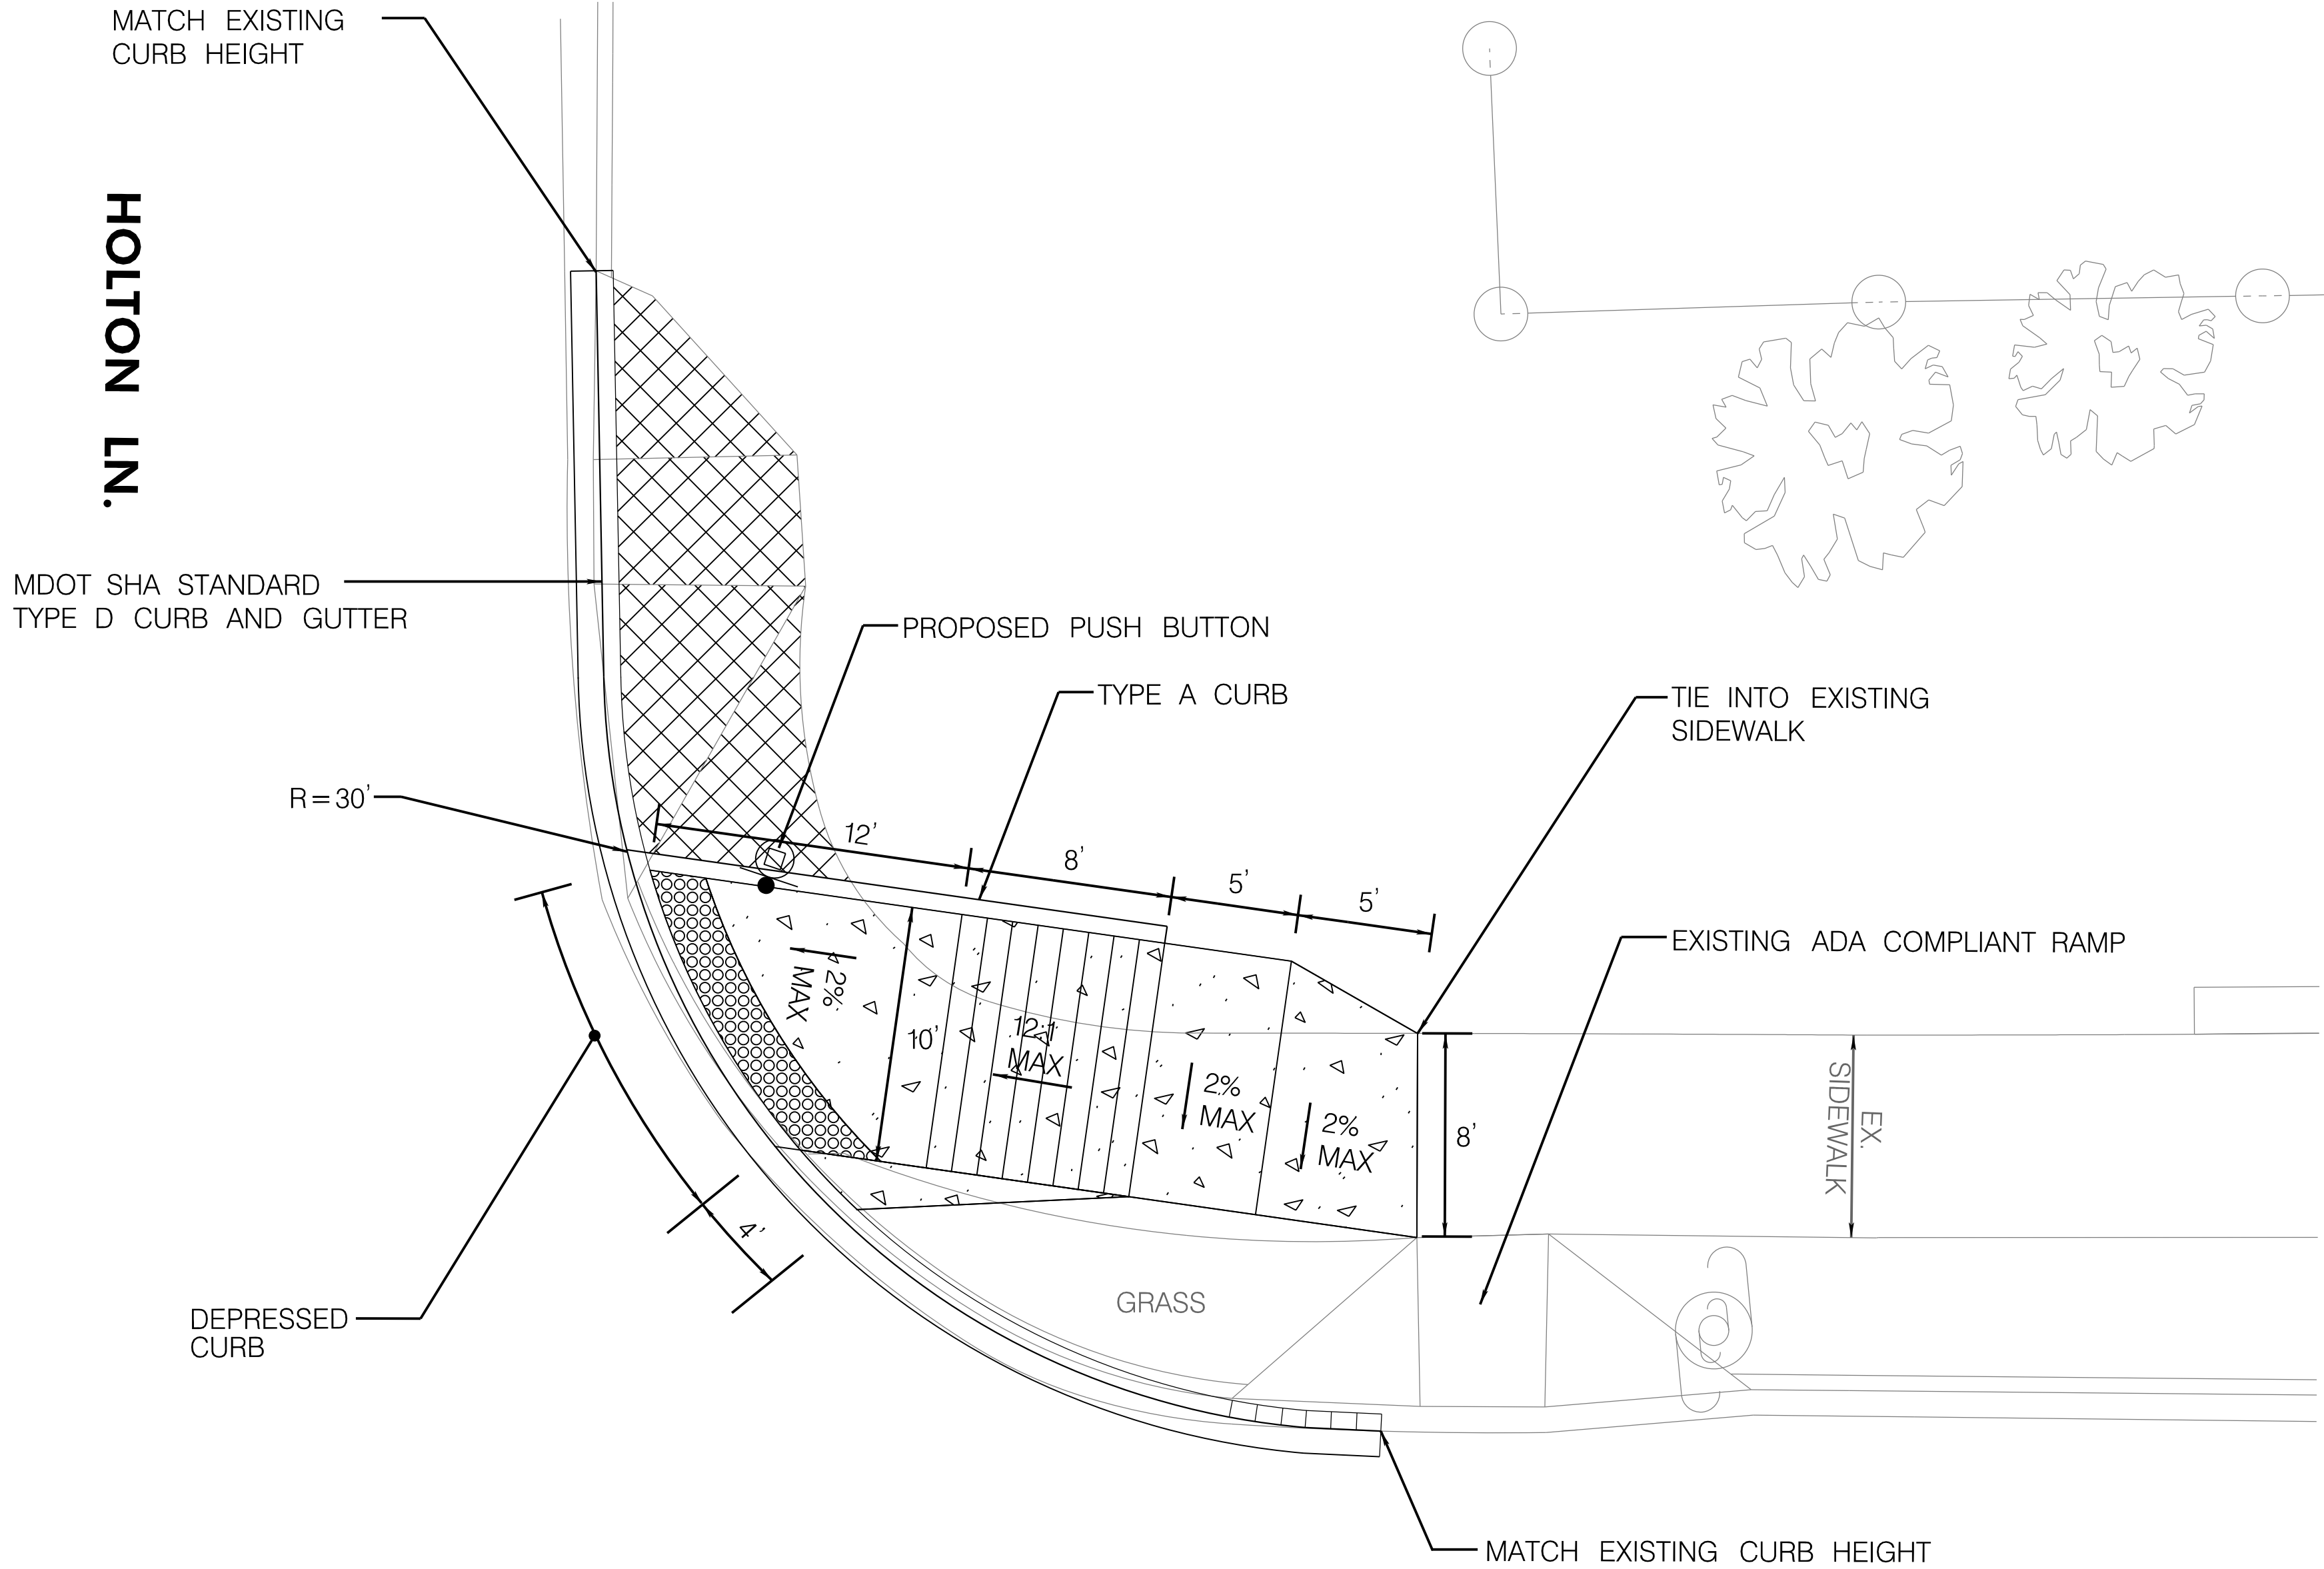 MATCH EXISTING
CURB HEIGHT
HOLTON LN.
MDOT SHA STANDARD
TYPE D CURB AND GUTTER
PROPOSED PUSH BUTTON
TYPE A CURB
TIE INTO EXISTING
SIDEWALK
R=30'
12'
8'
5'
5'
EXISTING ADA COMPLIANT RAMP
2%
MAX
10'
12:1
MAX
2%
MAX
2%
MAX
8'
EX.
SIDEWALK
4'
GRASS
DEPRESSED
CURB
MATCH EXISTING CURB HEIGHT